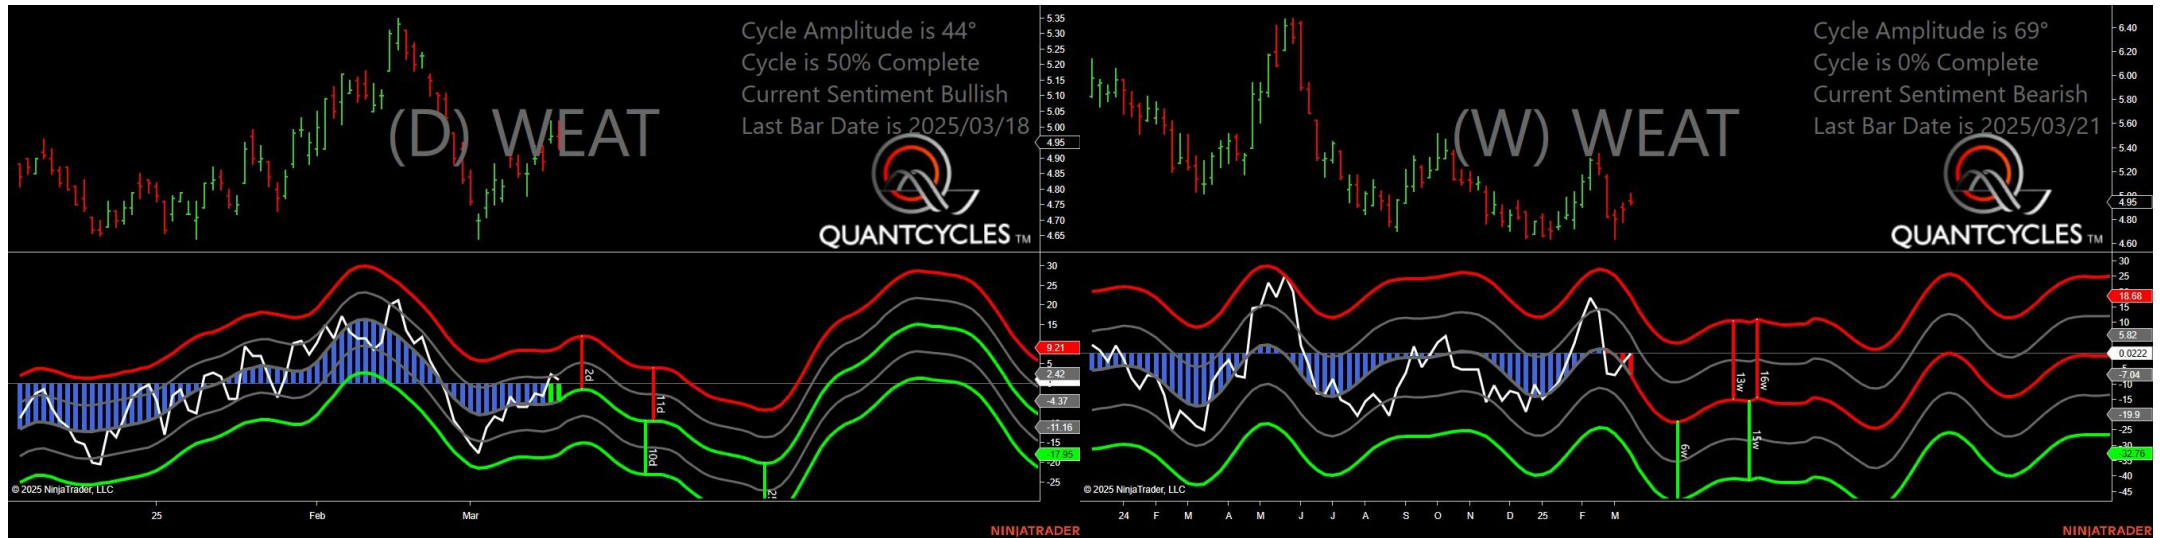 Cycle Amplitude is 44°
Cycle is 50% Complete
Current Sentiment Bullish
Last Bar Date is 2025/03/18
(D) WEAT
QUANTCYCLES TM
5.35
5.30
5.25
5.20
5.15
5.10
5.05
5.00
4.95
4.90
4.85
4.80
4.75
4.70
4.65
30
25
20
15
9.21
5
2.42
-4.37
-11.16
-15
-17.95
-20
-25
2d
11d
10d
© 2025 NinjaTrader, LLC
25 Feb Mar
NINJATRADER
Cycle Amplitude is 69°
Cycle is 0% Complete
Current Sentiment Bearish
Last Bar Date is 2025/03/21
(W) WEAT
QUANTCYCLES TM
6.40
6.20
6.00
5.80
5.60
5.40
5.20
5.00
4.95
4.80
4.60
30
25
18.68
15
10
5.82
0.0222
-7.04
-10
-15
-19.9
-25
-30
-32.76
-40
-45
13w
16w
6w
15w
© 2025 NinjaTrader, LLC
24 F M A M J J A S O N D 25 F M
NINJATRADER